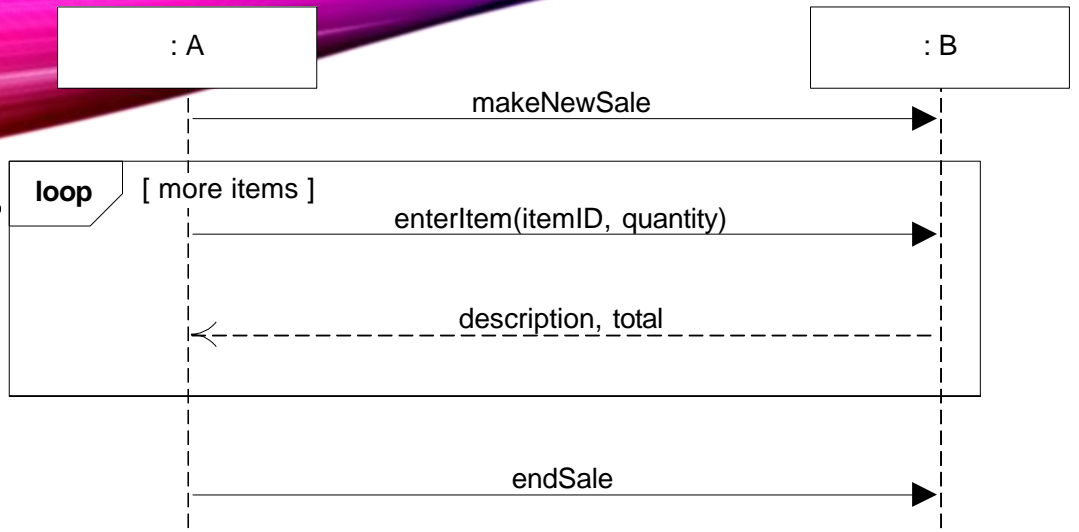 : A
: B
makeNewSale
loop [ more items ]
enterItem(itemID, quantity)
description, total
endSale